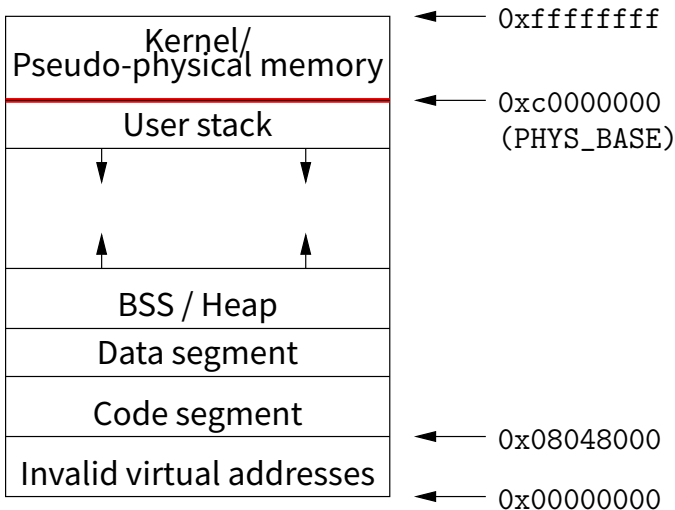 Kernel/
Pseudo-physical memory
User stack
BSS / Heap
Data segment
Code segment
Invalid virtual addresses
0xffffffff
0xc0000000
(PHYS_BASE)
0x08048000
0x00000000